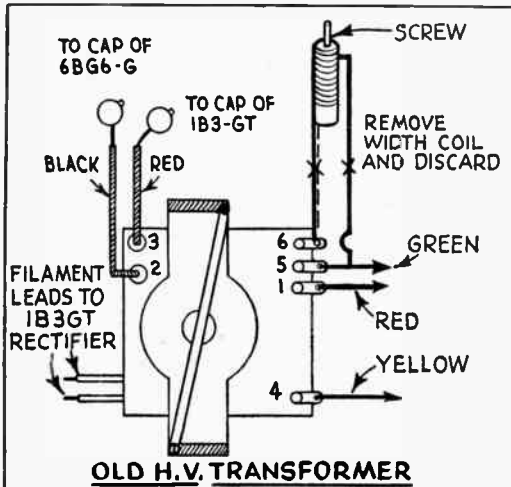 TO CAP OF
6BG6-G
TO CAP OF
1B3-GT
BLACK
RED
SCREW
REMOVE
WIDTH COIL
AND DISCARD
3
2
6
5
1
4
GREEN
RED
YELLOW
FILAMENT
LEADS TO
1B3GT
RECTIFIER
OLD H.V. TRANSFORMER